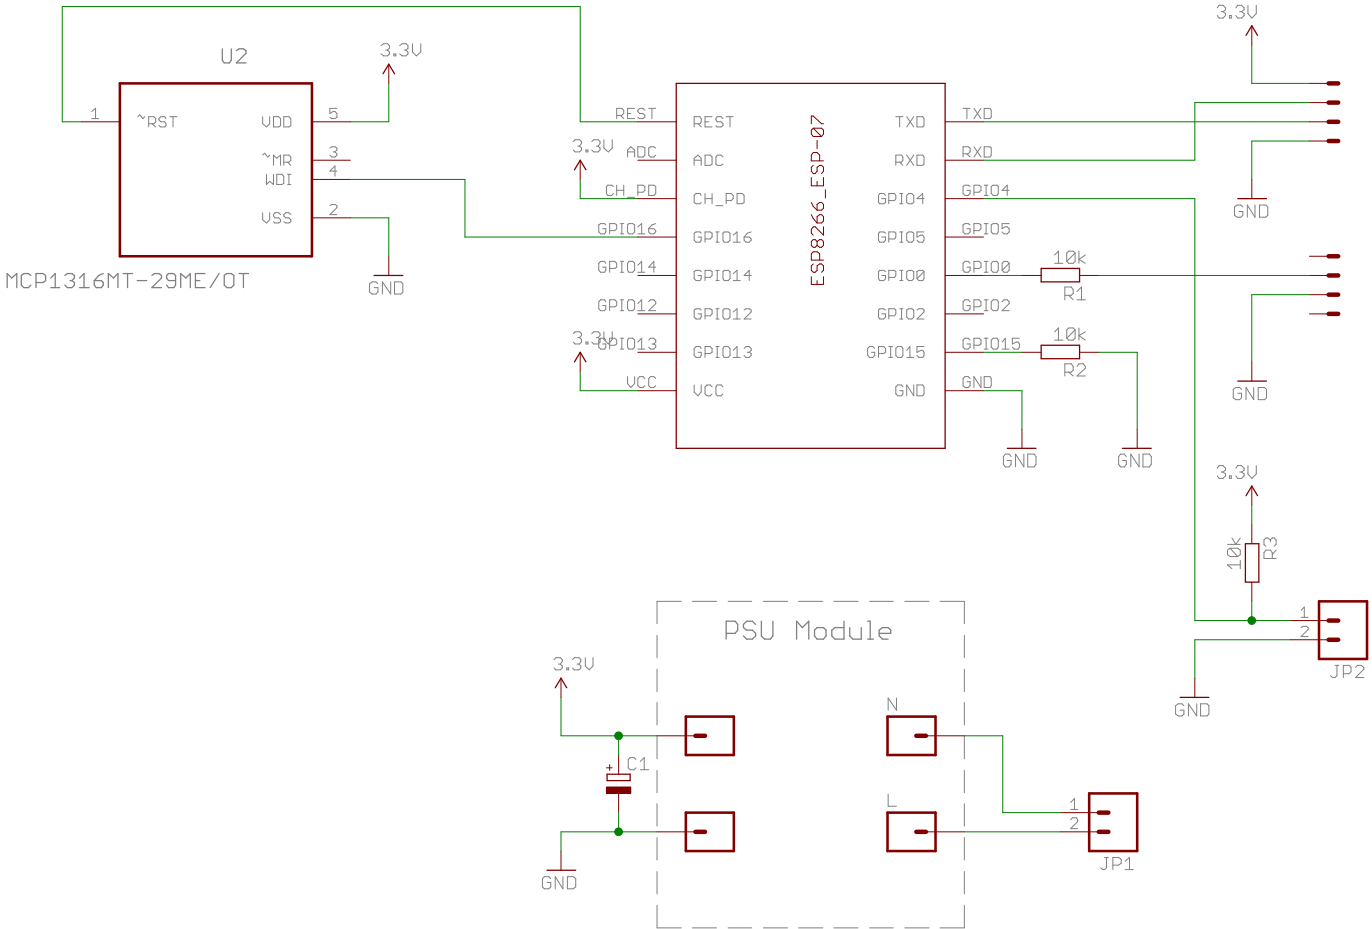 3.3V
U2
3.3V
1
~RST
VDD
5
~MR
3
WDI
4
VSS
2
MCP1316MT-29ME/OT
GND
REST
REST
3.3V
ADC
ADC
CH_PD
CH_PD
GPIO16
GPIO16
GPIO14
GPIO14
GPIO12
GPIO12
3.3V
GPIO13
GPIO13
VCC
VCC
ESP8266_ESP-07
TXD
TXD
RXD
RXD
GPIO4
GPIO4
GPIO5
GPIO5
GPIO0
GPIO0
10k
R1
GPIO2
GPIO2
GPIO15
GPIO15
10k
R2
GND
GND
GND
GND
GND
GND
3.3V
10k
R3
1
2
JP2
GND
PSU Module
3.3V
C1
+
GND
N
L
1
2
JP1